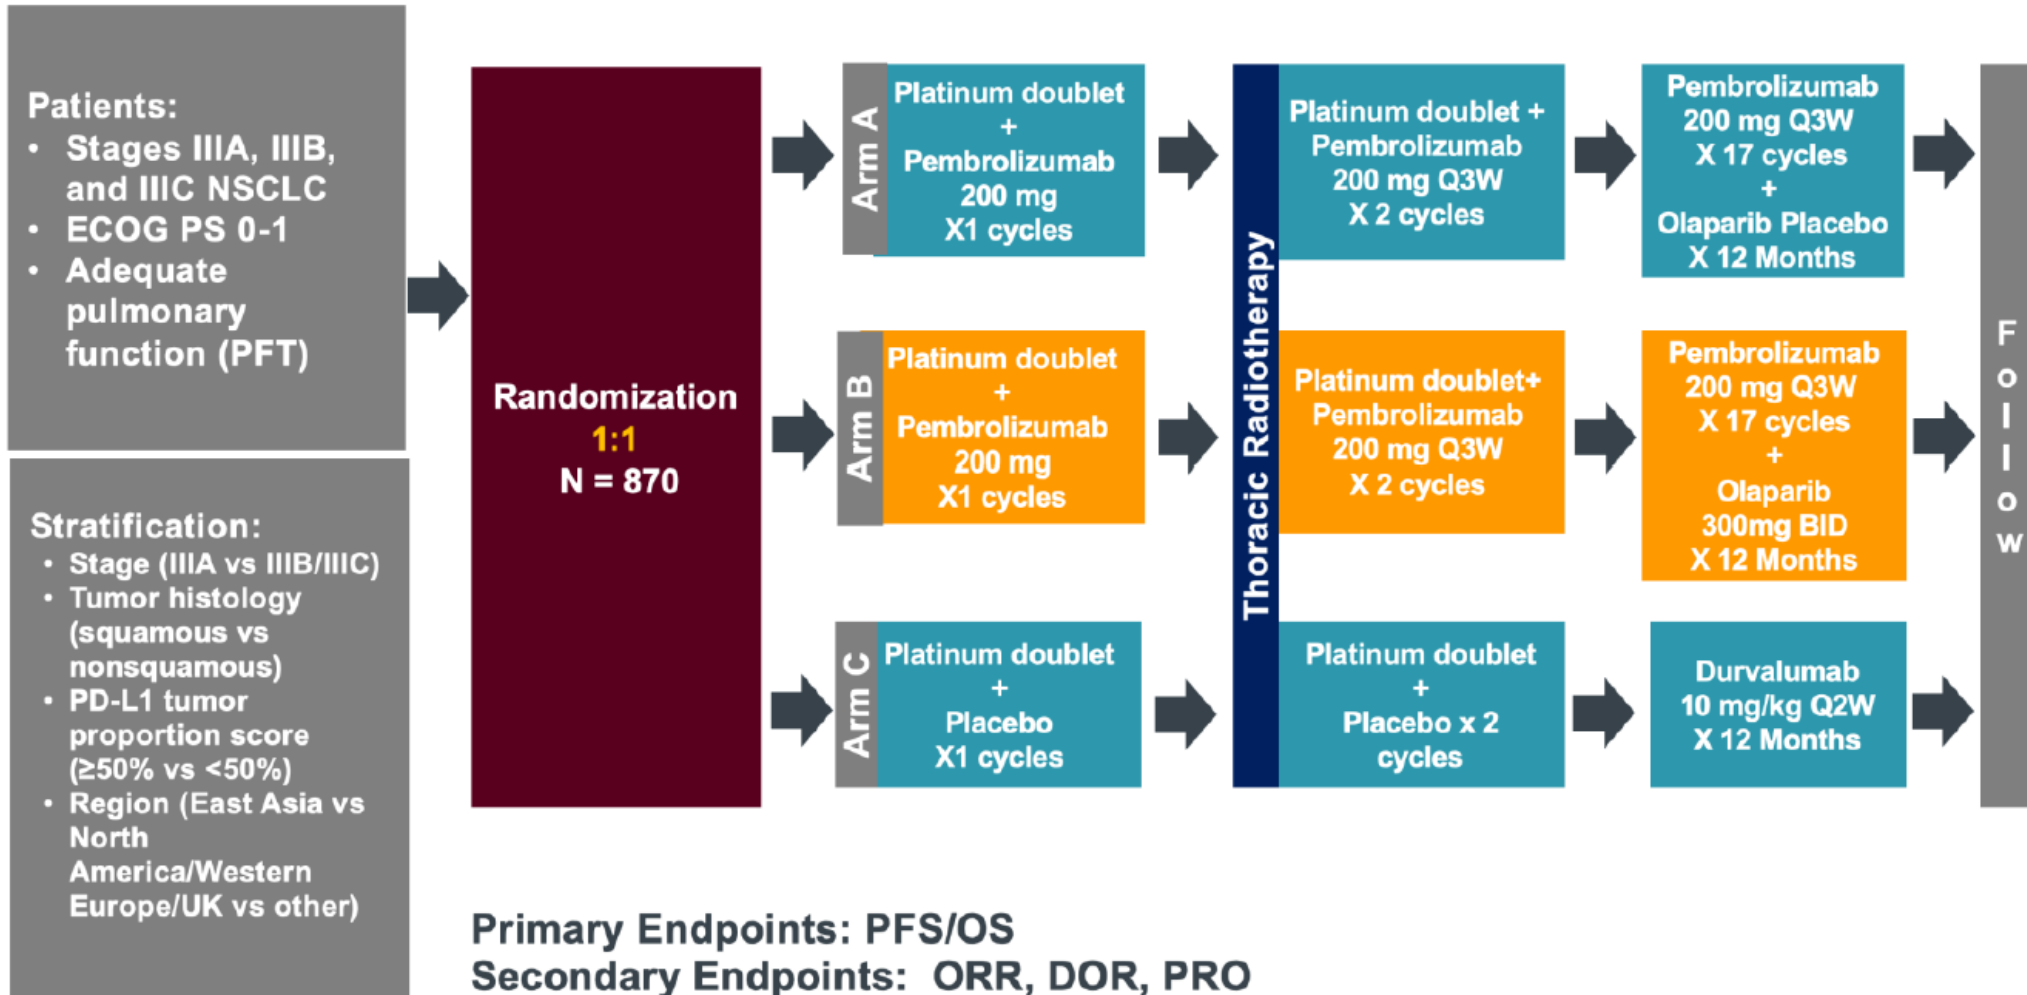 Patients:
• Stages IIIA, IIIB,
and IIIC NSCLC
• ECOG PS 0-1
• Adequate
pulmonary
function (PFT)
Stratification:
• Stage (IIIA vs IIIB/IIIC)
• Tumor histology
(squamous vs
nonsquamous)
• PD-L1 tumor
proportion score
(≥50% vs <50%)
• Region (East Asia vs
North
America/Western
Europe/UK vs other)
Randomization
1:1
N = 870
Arm A
Platinum doublet
+
Pembrolizumab
200 mg
X1 cycles
Arm B
Platinum doublet
+
Pembrolizumab
200 mg
X1 cycles
Arm C
Platinum doublet
+
Placebo
X1 cycles
Thoracic Radiotherapy
Platinum doublet +
Pembrolizumab
200 mg Q3W
X 2 cycles
Platinum doublet+
Pembrolizumab
200 mg Q3W
X 2 cycles
Platinum doublet
+
Placebo x 2
cycles
Pembrolizumab
200 mg Q3W
X 17 cycles
+
Olaparib Placebo
X 12 Months
Pembrolizumab
200 mg Q3W
X 17 cycles
+
Olaparib
300mg BID
X 12 Months
Durvalumab
10 mg/kg Q2W
X 12 Months
Follow
Primary Endpoints: PFS/OS
Secondary Endpoints: ORR, DOR, PRO